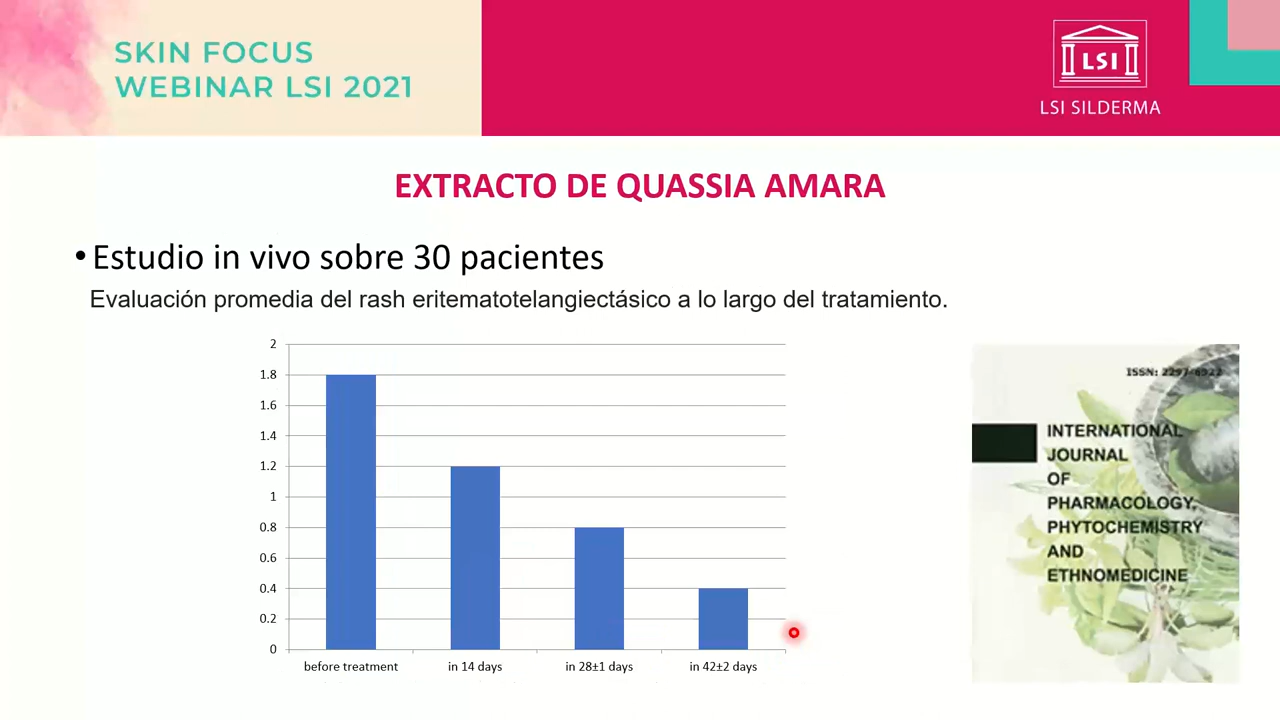 SKIN FOCUS
WEBINAR LSI 2021
LSI
LSI SILDERMA
EXTRACTO DE QUASSIA AMARA
• Estudio in vivo sobre 30 pacientes
Evaluación promedia del rash eritematotelangiectásico a lo largo del tratamiento.
2
1.8
1.6
1.4
1.2
1
0.8
0.6
0.4
0.2
0
before treatment
in 14 days
in 28±1 days
in 42±2 days
ISSN: 2297-6922
INTERNATIONAL
JOURNAL
OF
PHARMACOLOGY,
PHYTOCHEMISTRY
AND
ETHNOMEDICINE